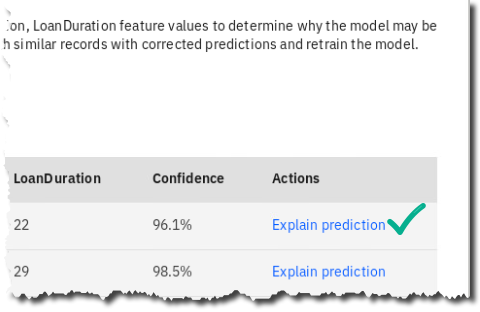 LoanDuration feature values to determine why the model may be
similar records with corrected predictions and retrain the model.
LoanDuration Confidence Actions
22 96.1% Explain prediction
29 98.5% Explain prediction